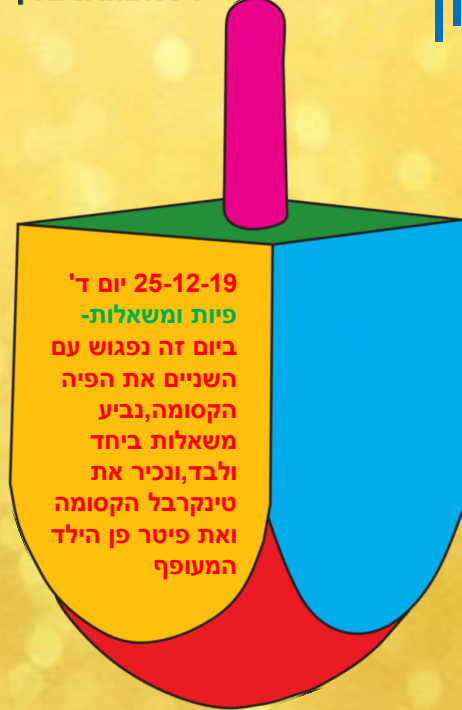 25-12-19 יום ד'
פיות ומשאלות-
ביום זה נפגוש עם
השניים את הפיה
הקסומה,נביע
משאלות ביחד
ולבד,ונכיר את
טינקרבל הקסומה
ואת פיטר פן הילד
המעופף